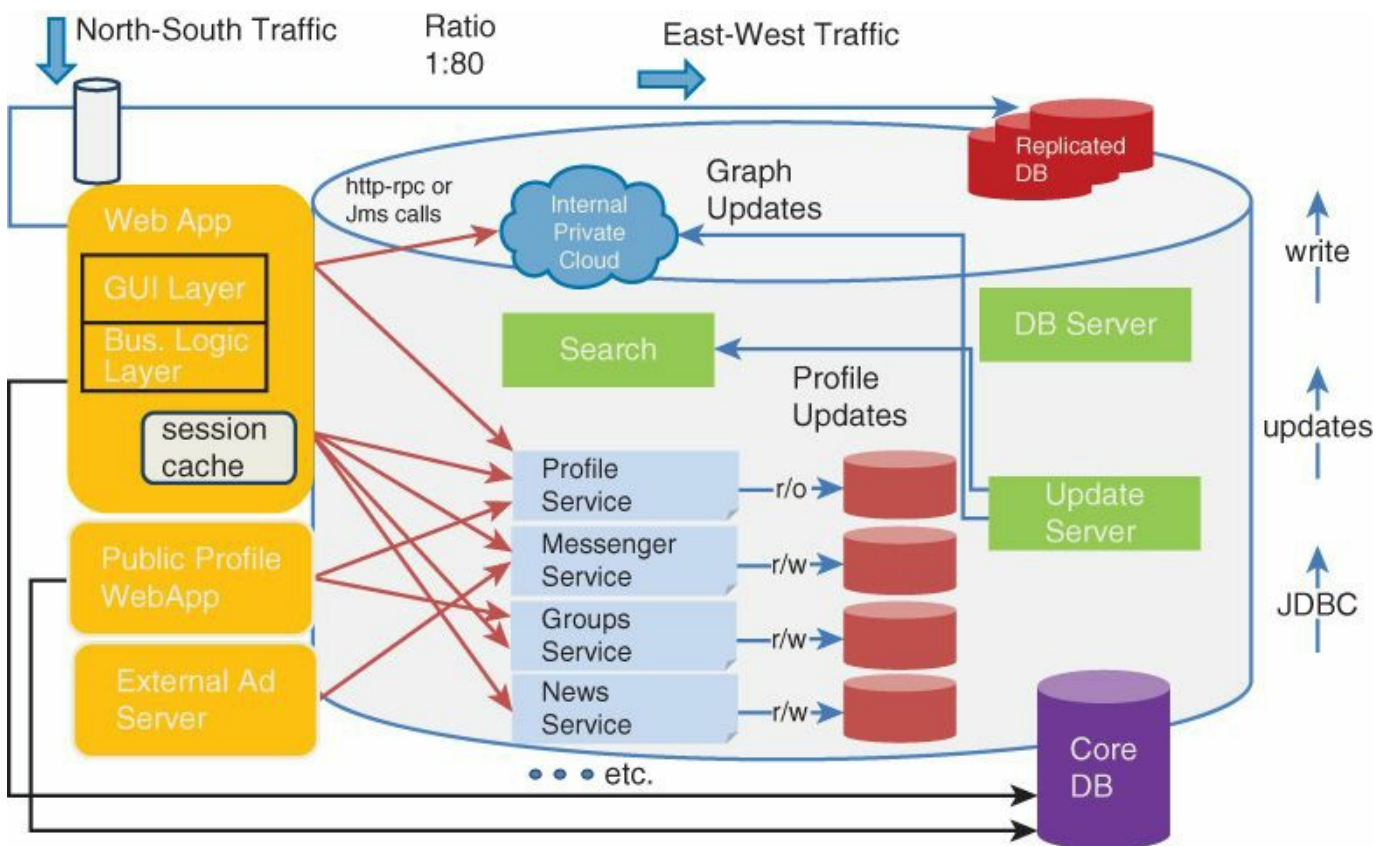 North-South Traffic
Ratio
1:80
East-West Traffic
Replicated
DB
http-rpc or
Jms calls
Internal
Private
Cloud
Graph
Updates
Web App
GUI Layer
Bus. Logic
Layer
session
cache
Search
DB Server
write
Profile
Updates
updates
Profile
Service
r/o
Update
Server
Public Profile
WebApp
Messenger
Service
r/w
JDBC
Groups
Service
r/w
External Ad
Server
News
Service
r/w
Core
DB
etc.